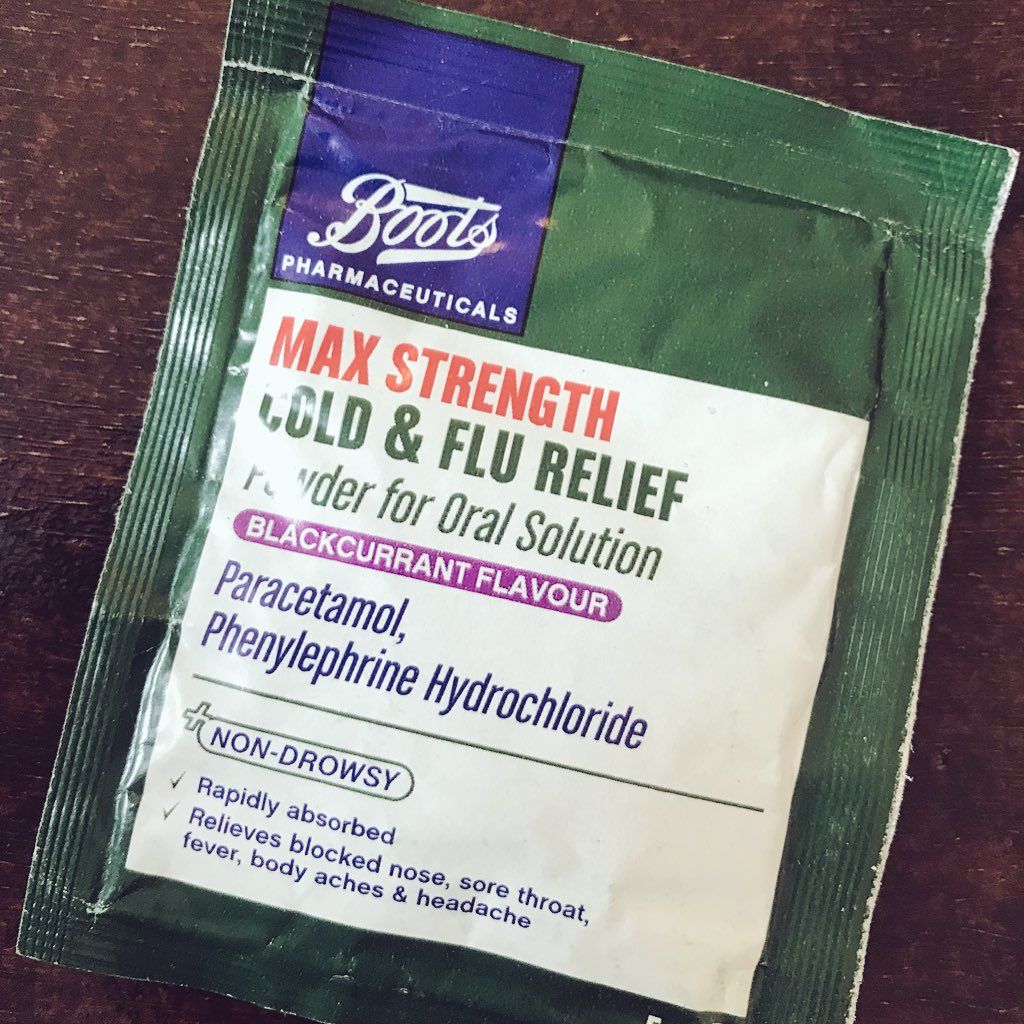 Boots
PHARMACEUTICALS
MAX STRENGTH
COLD & FLU RELIEF
Powder for Oral Solution
BLACKCURRANT FLAVOUR
Paracetamol,
Phenylephrine Hydrochloride
NON-DROWSY
✓ Rapidly absorbed
✓ Relieves blocked nose, sore throat,
fever, body aches & headache